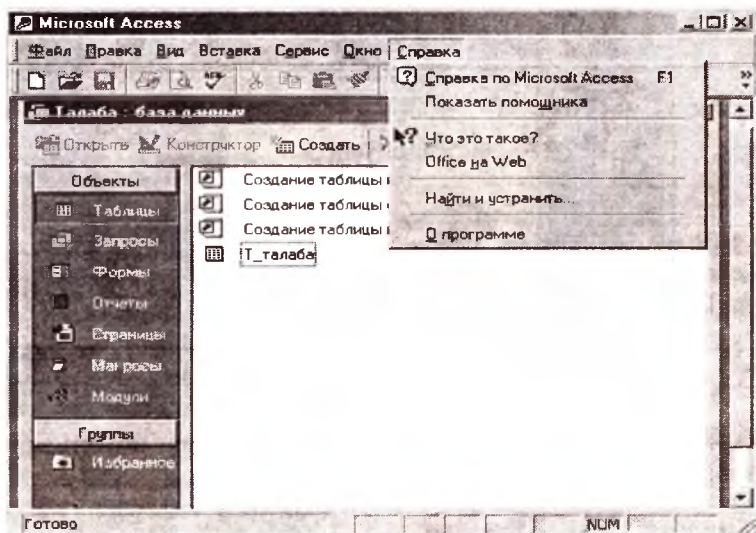 Microsoft Access
Файл Правка Вид Вставка Сервис Окно Справка
Справка по Microsoft Access F1
Показать помощника
Что это такое?
Office на Web
Найти и устранить...
О программе
Талаба : база данных
Открыть Конструктор Создать
Объекты
Таблицы
Запросы
Формы
Отчеты
Страницы
Макросы
Модули
Группы
Избранное
Создание таблицы
Создание таблицы
Создание таблицы
Т_талаба
Готово
NUM